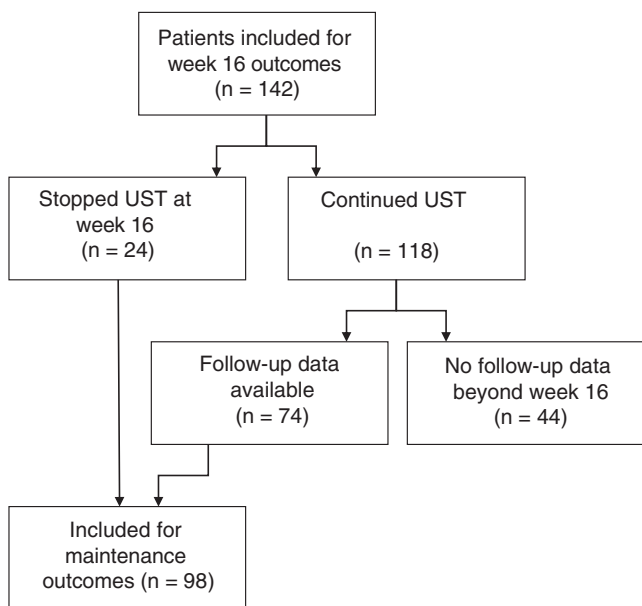 Patients included for
week 16 outcomes
(n = 142)
Stopped UST at
week 16
(n = 24)
Continued UST
(n = 118)
Follow-up data
available
(n = 74)
No follow-up data
beyond week 16
(n = 44)
Included for
maintenance
outcomes (n = 98)